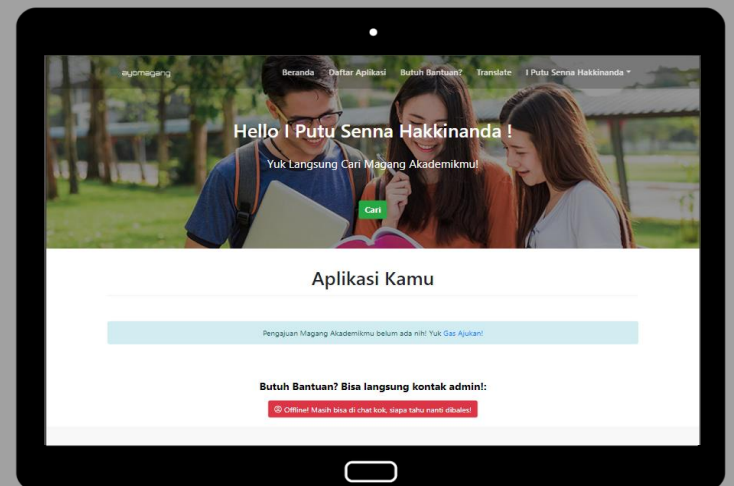 ayomagang
Beranda Daftar Aplikasi Butuh Bantuan? Translate I Putu Senna Hakkinanda
Hello I Putu Senna Hakkinanda !
Yuk Langsung Cari Magang Akademikmu!
Cari
Aplikasi Kamu
Pengajuan Magang Akademikmu belum ada nih! Yuk Gas Ajukan!
Butuh Bantuan? Bisa langsung kontak admin!:
Offline! Masih bisa di chat kok, siapa tahu nanti dibales!